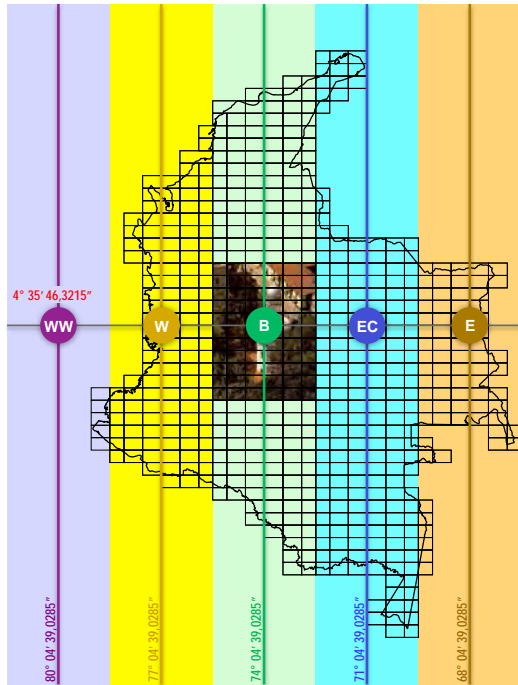 4° 35' 46,3215"
WW
W
B
EC
E
80° 04' 39,0285"
77° 04' 39,0285"
74° 04' 39,0285"
71° 04' 39,0285"
68° 04' 39,0285"